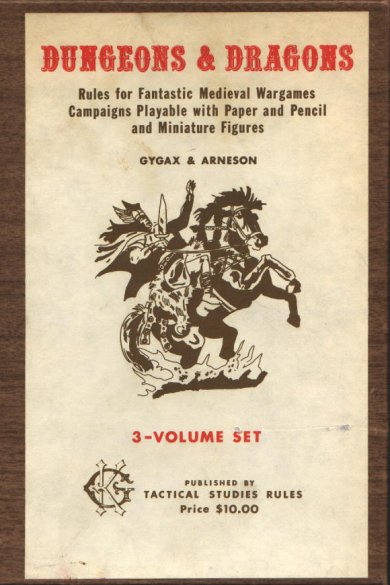 DUNGEONS & DRAGONS
Rules for Fantastic Medieval Wargames
Campaigns Playable with Paper and Pencil
and Miniature Figures
GYGAX & ARNESON
3-VOLUME SET
GK
PUBLISHED BY
TACTICAL STUDIES RULES
Price $10.00